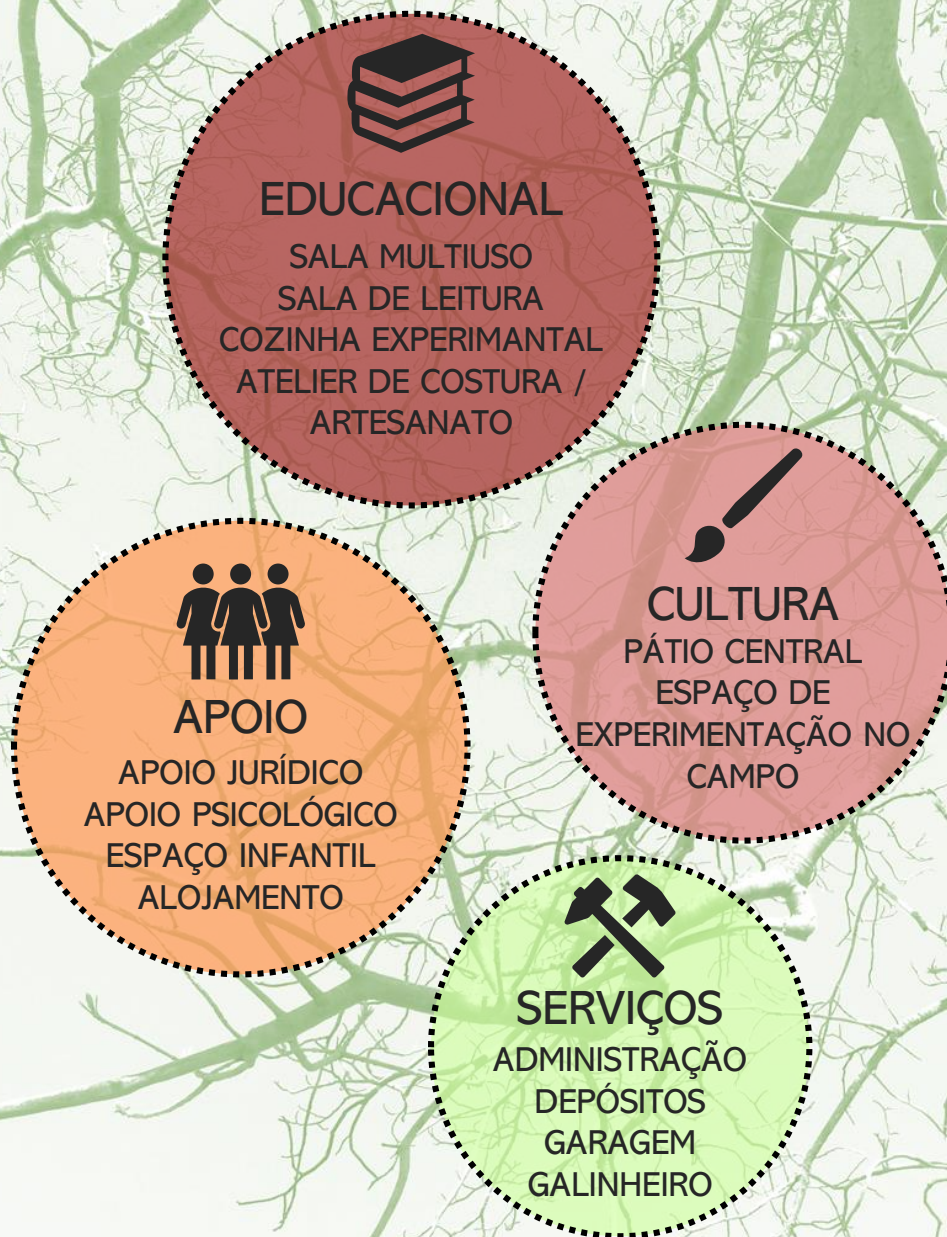 EDUCACIONAL
SALA MULTIUSO
SALA DE LEITURA
COZINHA EXPERIMANTAL
ATELIER DE COSTURA /
ARTESANATO
CULTURA
PÁTIO CENTRAL
ESPAÇO DE
EXPERIMENTAÇÃO NO
CAMPO
APOIO
APOIO JURÍDICO
APOIO PSICOLÓGICO
ESPAÇO INFANTIL
ALOJAMENTO
SERVIÇOS
ADMINISTRAÇÃO
DEPÓSITOS
GARAGEM
GALINHEIRO